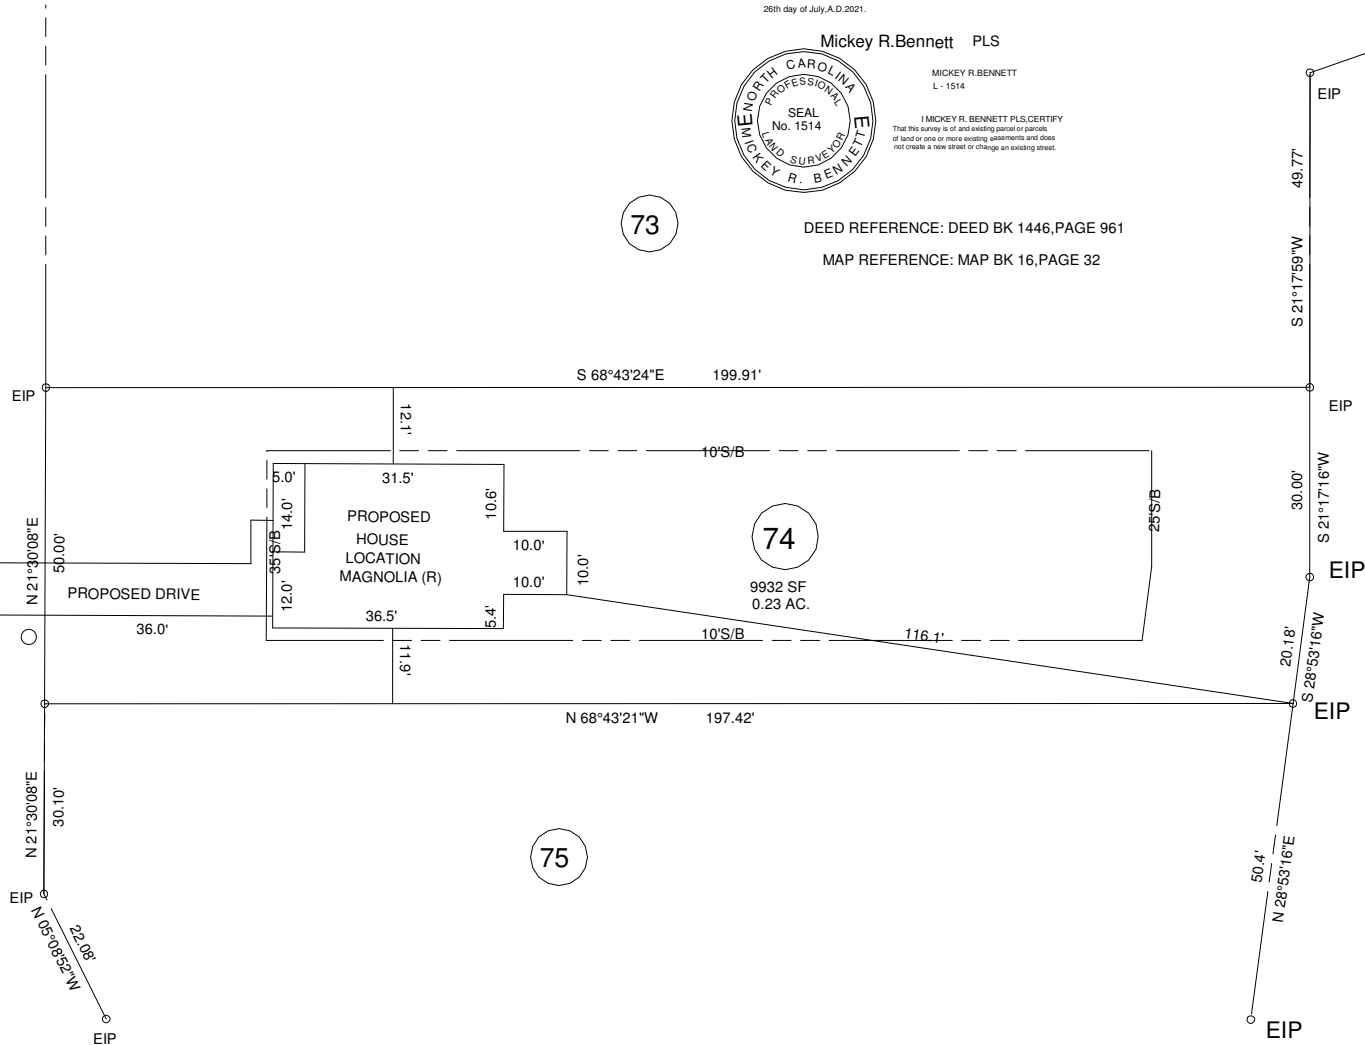 26th day of July,A.D.2021.
Mickey R.Bennett PLS
NORTH CAROLINA
PROFESSIONAL
SEAL
No. 1514
LAND SURVEYOR
MICKEY R. BENNETT
MICKEY R.BENNETT
L - 1514
I MICKEY R. BENNETT PLS,CERTIFY
That this survey is of and existing parcel or parcels
of land or one or more existing easements and does
not create a new street or change an existing street.
EIP
49.77'
S 21°17'59"W
73
DEED REFERENCE: DEED BK 1446,PAGE 961
MAP REFERENCE: MAP BK 16,PAGE 32
S 68°43'24"E 199.91'
EIP
EIP
12.1'
10'S/B
5.0'
31.5'
14.0'
10.6'
PROPOSED
HOUSE
LOCATION
MAGNOLIA (R)
10.0'
10.0'
10.0'
35'S/B
12.0'
36.5'
5.4'
74
9932 SF
0.23 AC.
25'S/B
30.00'
S 21°17'16"W
EIP
N 21°30'08"E
50.00'
PROPOSED DRIVE
36.0'
10'S/B
116.1'
11.9'
20.18'
S 28°53'16"W
EIP
N 68°43'21"W 197.42'
N 21°30'08"E
30.10'
75
50.4'
N 28°53'16"E
EIP
22.08'
N 05°08'52"W
EIP
EIP